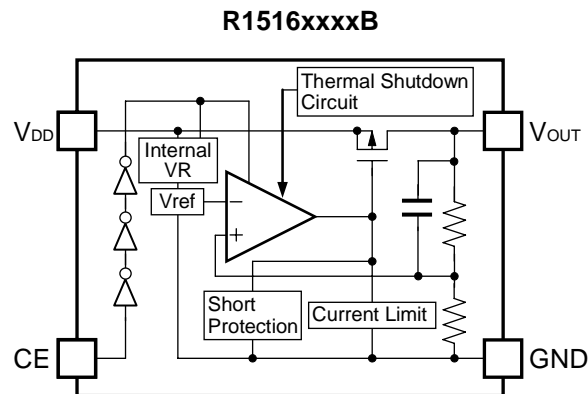 R1516xxxxB
Thermal Shutdown
Circuit
VDD
VOUT
Internal
VR
Vref
−
+
Short
Protection
Current Limit
CE
GND